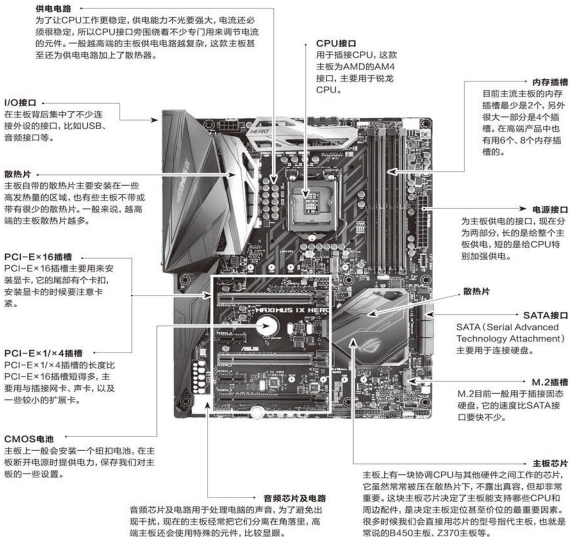 供电电路
为了让CPU工作更稳定，供电能力不光要强大，电流还必
须很稳定，所以CPU接口旁围绕着不少专门用来调节电流
的元件。一般越高端的主板供电电路越复杂，这款主板甚
至还为供电电路加上了散热器。
CPU接口
用于插接CPU，这款
主板为AMD的AM4
接口，主要用于锐龙
CPU。
内存插槽
目前主流主板的内存
插槽最少是2个，另外
很大一部分是4个插
槽。在高端产品中也
有用6个、8个内存插
槽的。
I/O接口
在主板背后集中了不少连
接外设的接口，比如USB、
音频接口等。
散热片
主板自带的散热片主要安装在一些
高发热量的区域，也有些主板不带或
带有很少的散热片。一般来说，越高
端的主板散热片越多。
电源接口
为主板供电的接口，现在分
为两部分，长的是给整个主
板供电，短的是给CPU特
别加强供电。
PCI-E×16插槽
PCI-E×16插槽主要用来安
装显卡，它的尾部有个卡扣，
安装显卡的时候要注意卡
紧。
散热片
SATA接口
SATA（Serial Advanced
Technology Attachment）
主要用于连接硬盘。
PCI-E×1/×4插槽
PCI-E×1/×4插槽的长度比
PCI-E×16插槽短得多，主
要用与插接网卡、声卡，以及
一些较小的扩展卡。
M.2插槽
M.2目前一般用于插接固态
硬盘，它的速度比SATA接
口要快不少。
CMOS电池
主板上一般会安装一个纽扣电池，在主
板断开电源时提供电力，保存我们对主
板的一些设置。
音频芯片及电路
音频芯片及电路用于处理电脑的声音，为了避免出
现干扰，现在的主板经常把它们分离在角落里，高
端主板还会使用特殊的元件，比较显眼。
主板芯片
主板上有一块协调CPU与其他硬件之间工作的芯片，
它虽然常常被压在散热片下，不露出真容，但却非常
重要。这块主板芯片决定了主板能支持哪些CPU和
周边配件，是决定主板定位甚至价位的最重要因素。
很多时候我们会直接用芯片的型号指代主板，也就是
常说的B450主板、Z370主板等。
HERO
MAXIMUS IX HERO
ASUS